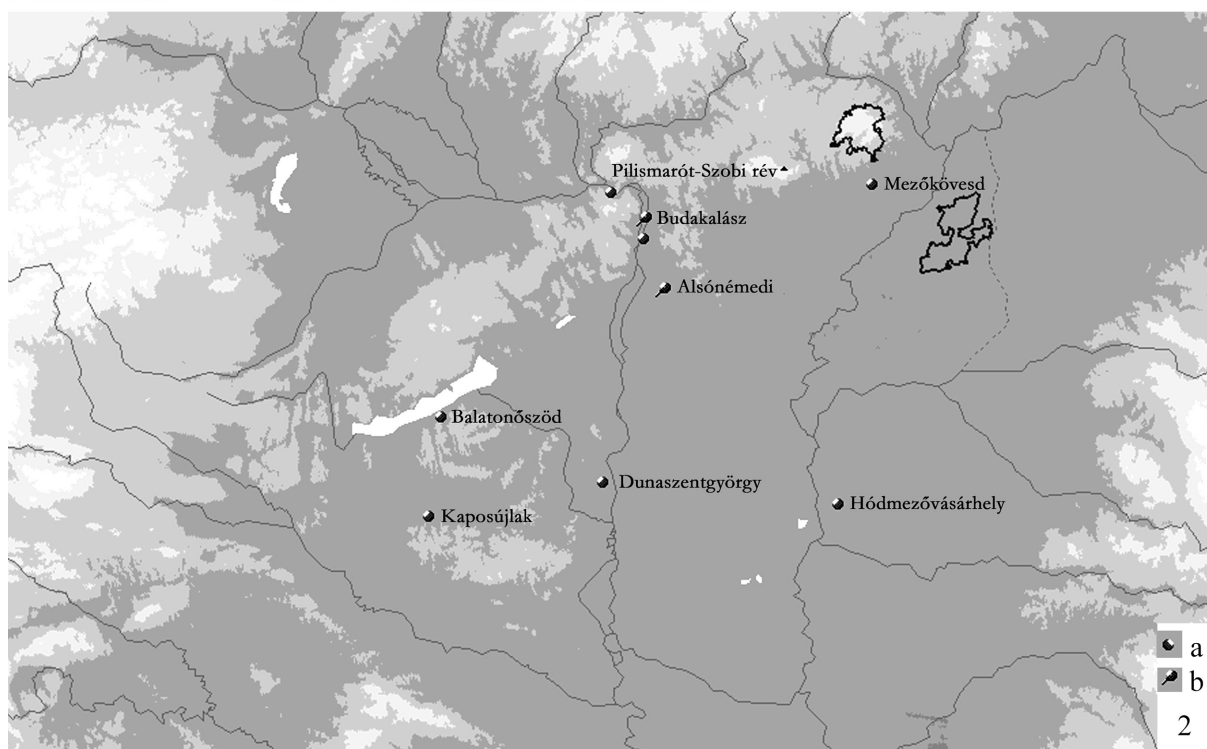 Pilismarót-Szobi rév
Mezőkövesd
Budakalász
Alsónémedi
Balatonőszöd
Dunaszentgyörgy
Hódmezővásárhely
Kaposújlak
a
b
2